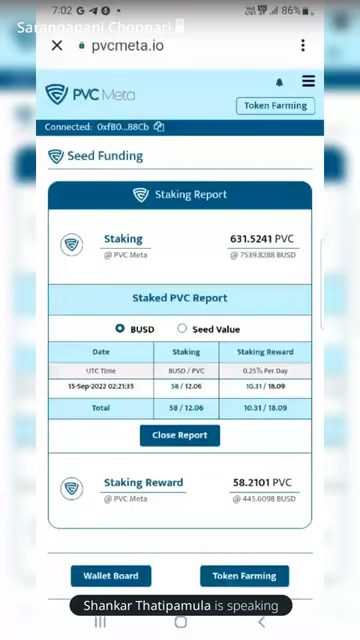 7:02
86%
Sarangapani Choppari
pvcmeta.io
PVC Meta
Token Farming
Connected: 0xfB0...B8Cb
Seed Funding
Staking Report
Staking 631.5241 PVC
@ PVC Meta @ 7539.8288 BUSD
Staked PVC Report
BUSD Seed Value
Date Staking Staking Reward
UTC Time BUSD / PVC 0.25% Per Day
15-Sep-2022 02:21:35 58 / 12.06 10.31 / 18.09
Total 58 / 12.06 10.31 / 18.09
Close Report
Staking Reward 58.2101 PVC
@ PVC Meta @ 445.6098 BUSD
Wallet Board Token Farming
Shankar Thatipamula is speaking